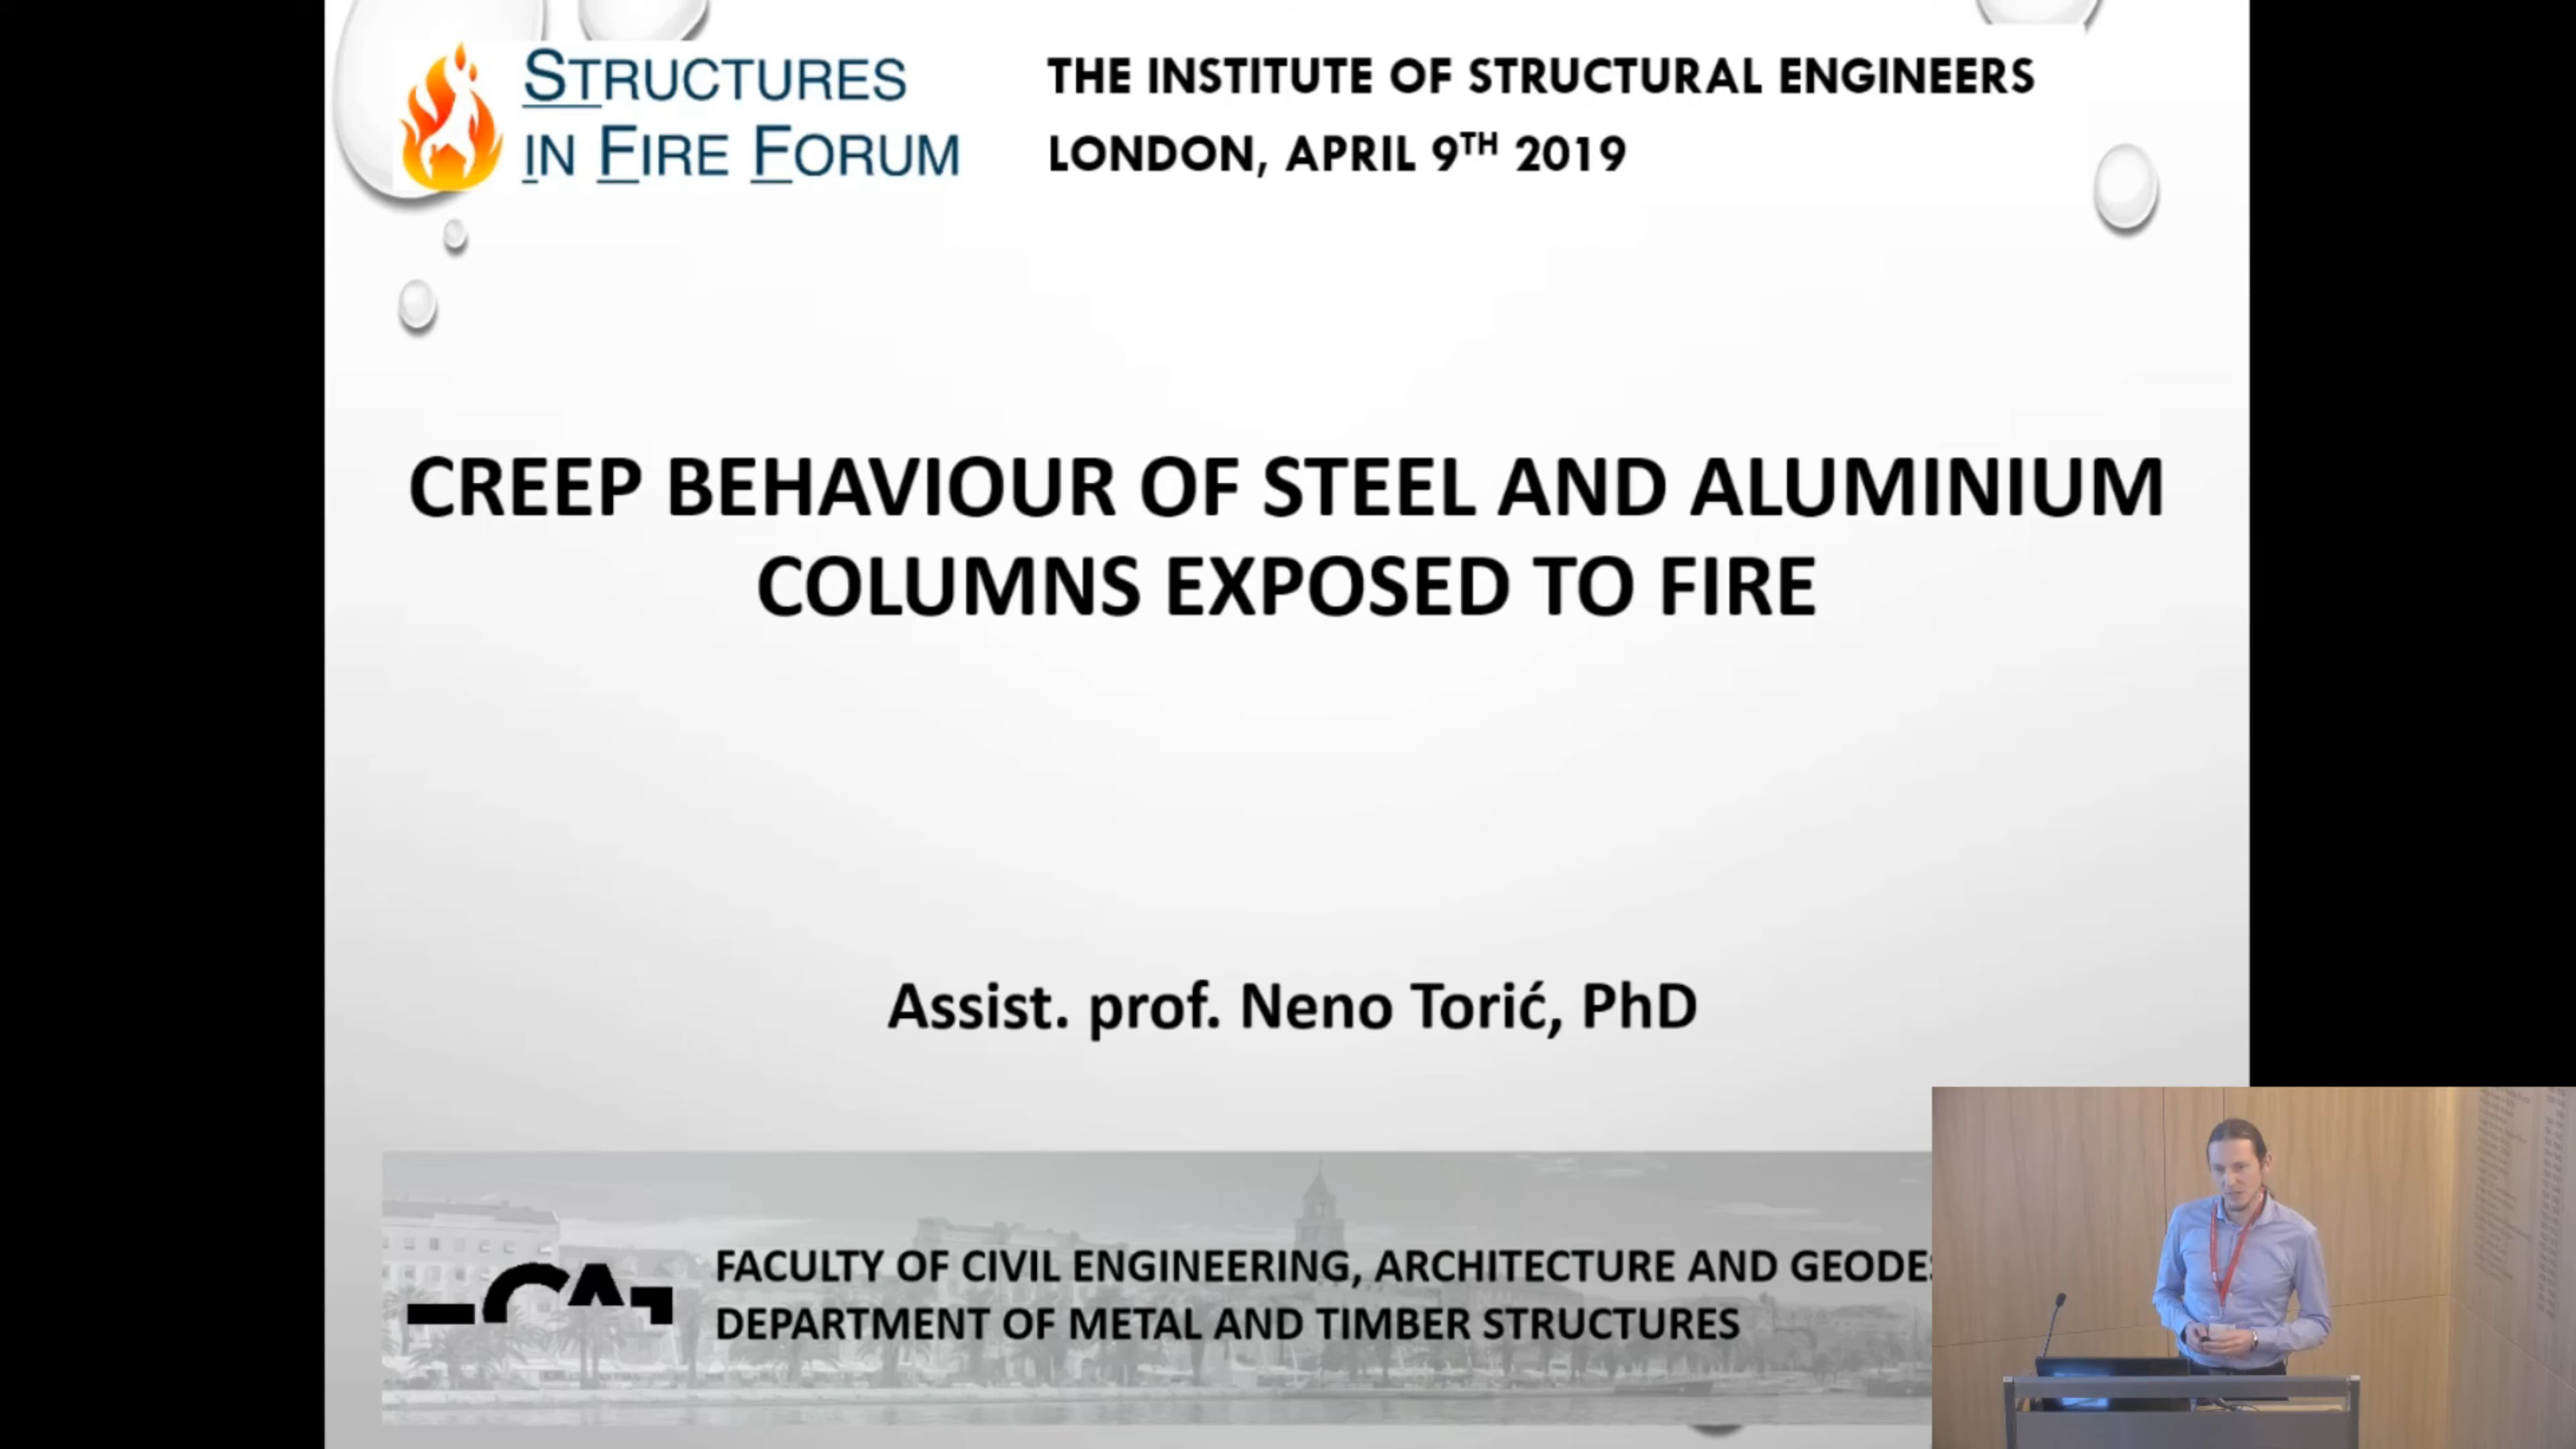 STRUCTURES
IN FIRE FORUM
THE INSTITUTE OF STRUCTURAL ENGINEERS
LONDON, APRIL 9TH 2019
CREEP BEHAVIOUR OF STEEL AND ALUMINIUM
COLUMNS EXPOSED TO FIRE
Assist. prof. Neno Torić, PhD
FACULTY OF CIVIL ENGINEERING, ARCHITECTURE AND
DEPARTMENT OF METAL AND TIMBER STRUCTURES